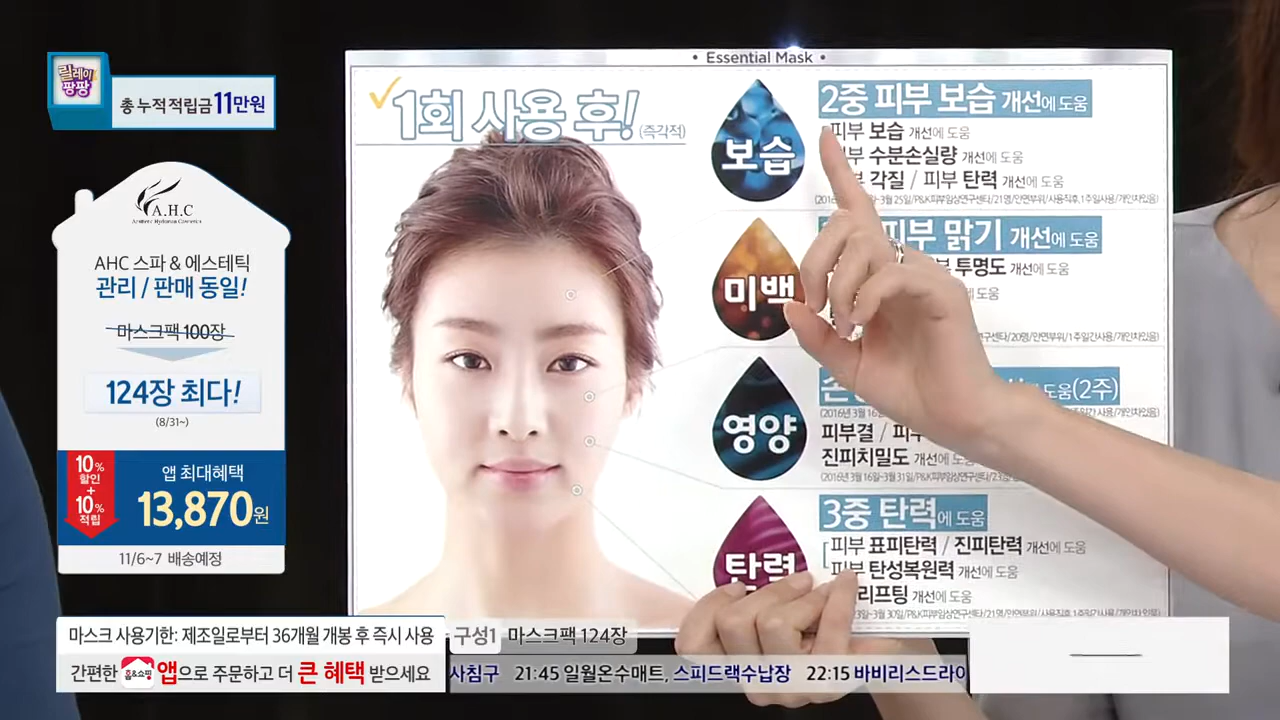 릴레이
팡팡
총 누적 적립금 11만원
A.H.C
Aesthetic Hydration Cosmetics
AHC 스파 & 에스테틱
관리 / 판매 동일!
마스크팩 100장
124장 최다!
(8/31~)
10%
할인
+
10%
적립
앱 최대혜택
13,870원
11/6~7 배송예정
• Essential Mask •
1회 사용 후! (즉각적)
보습
2중 피부 보습 개선에 도움
피부 보습 개선에 도움
수분손실량 개선에 도움
각질 / 피부 탄력 개선에 도움
미백
피부 맑기 개선에 도움
투명도 개선에 도움
에 도움
영양
도움(2주)
피부결 / 피부
진피치밀도 개선에 도움
탄력
3중 탄력에 도움
피부 표피탄력 / 진피탄력 개선에 도움
피부 탄성복원력 개선에 도움
리프팅 개선에 도움
마스크 사용기한: 제조일로부터 36개월 개봉 후 즉시 사용
구성1 마스크팩 124장
간편한 홈&쇼핑 앱으로 주문하고 더 큰 혜택 받으세요
사침구 21:45 일월온수매트, 스피드랙수납장 22:15 바비리스드라이